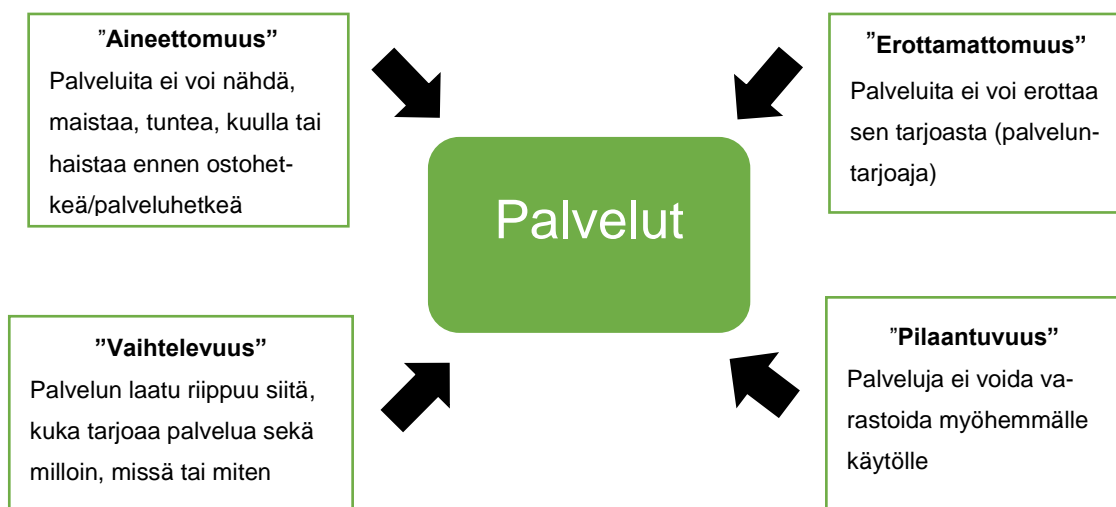 ”Aineettomuus”
Palveluita ei voi nähdä,
maistaa, tuntea, kuulla tai
haistaa ennen ostohet-
keä/palveluhetkeä
”Erottamattomuus”
Palveluita ei voi erottaa
sen tarjoasta (palvelun-
tarjoaja)
Palvelut
”Vaihtelevuus”
Palvelun laatu riippuu siitä,
kuka tarjoaa palvelua sekä
milloin, missä tai miten
”Pilaantuvuus”
Palveluja ei voida va-
rastoida myöhemmälle
käytölle